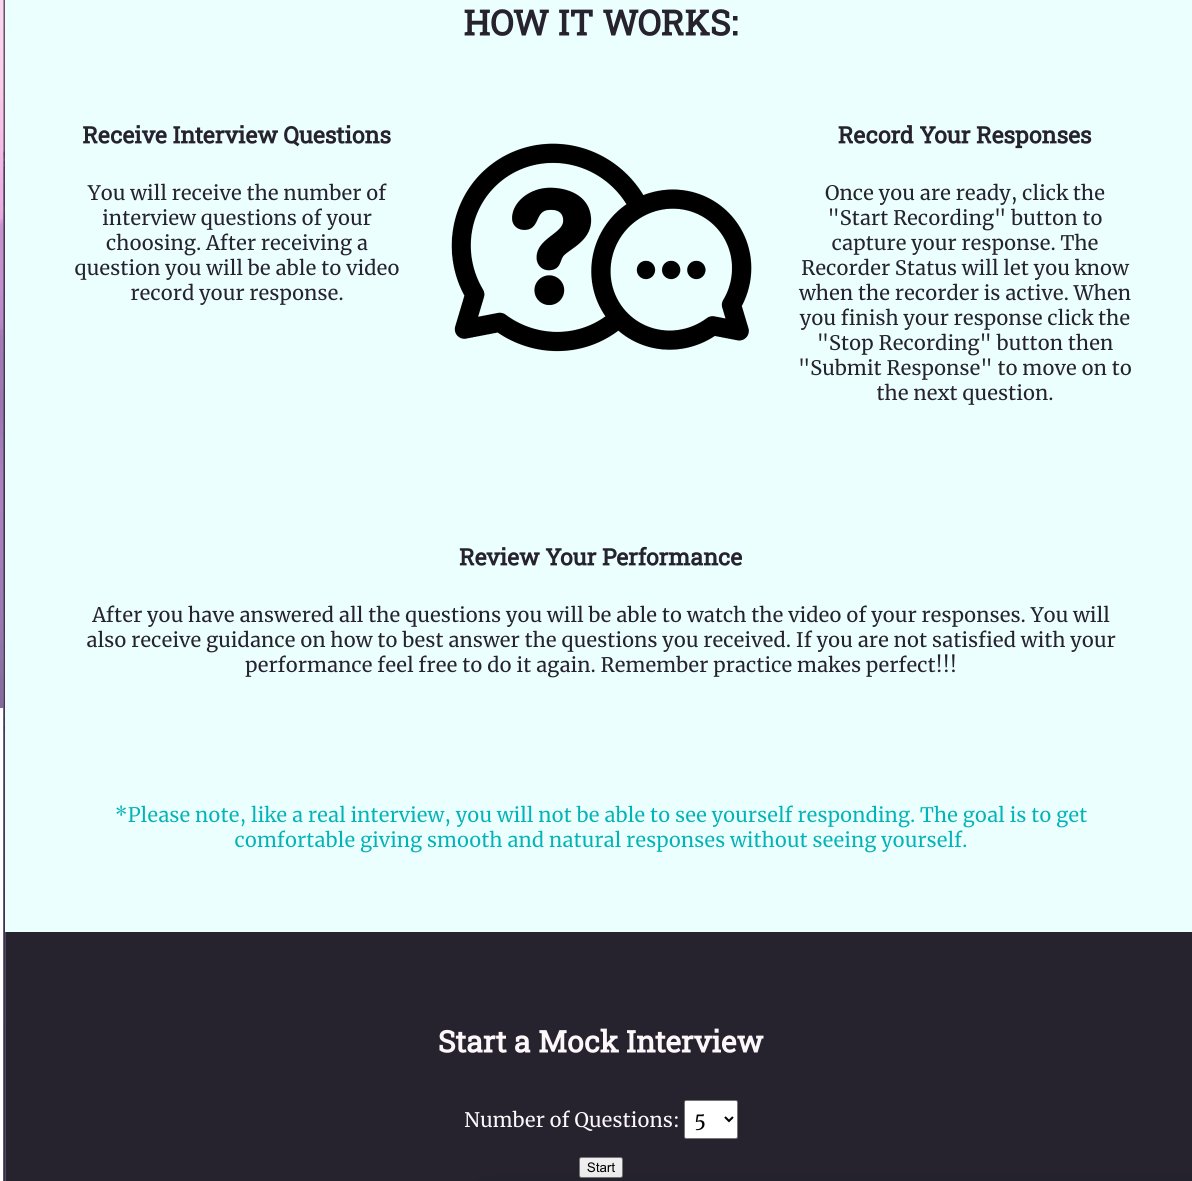 HOW IT WORKS:
Receive Interview Questions
You will receive the number of
interview questions of your
choosing. After receiving a
question you will be able to video
record your response.
?
Record Your Responses
Once you are ready, click the
"Start Recording" button to
capture your response. The
Recorder Status will let you know
when the recorder is active. When
you finish your response click the
"Stop Recording" button then
"Submit Response" to move on to
the next question.
Review Your Performance
After you have answered all the questions you will be able to watch the video of your responses. You will
also receive guidance on how to best answer the questions you received. If you are not satisfied with your
performance feel free to do it again. Remember practice makes perfect!!!
*Please note, like a real interview, you will not be able to see yourself responding. The goal is to get
comfortable giving smooth and natural responses without seeing yourself.
Start a Mock Interview
Number of Questions: 5
Start